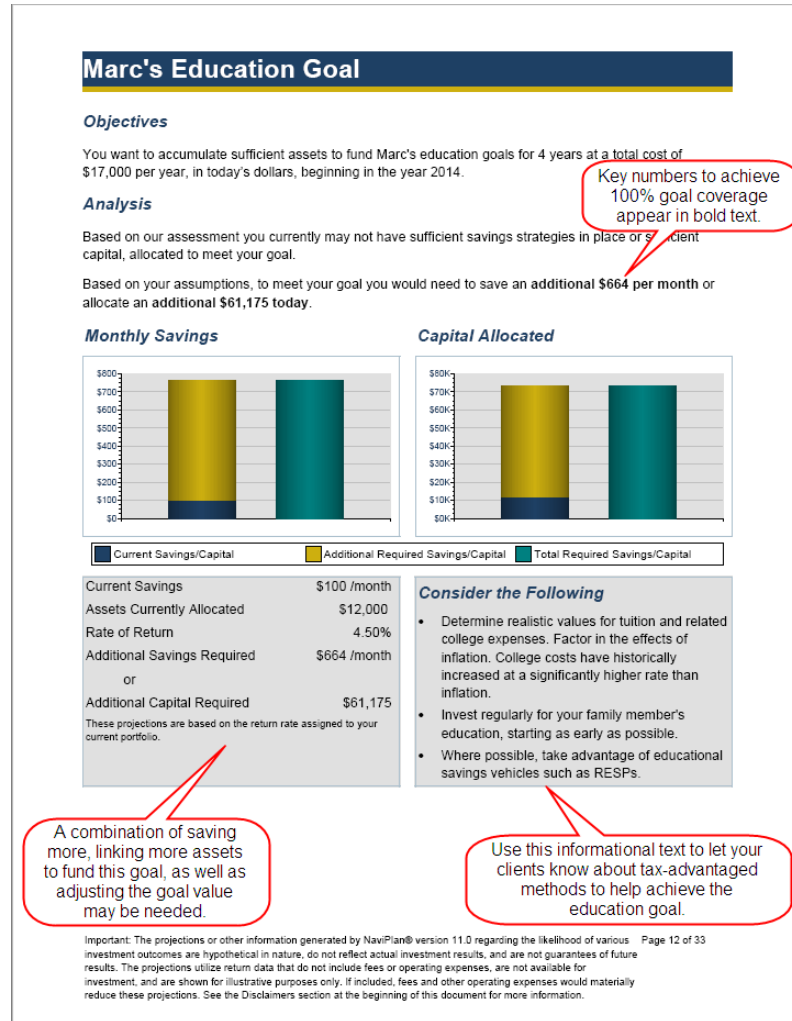 Marc's Education Goal
Objectives
You want to accumulate sufficient assets to fund Marc's education goals for 4 years at a total cost of
$17,000 per year, in today's dollars, beginning in the year 2014.
Key numbers to achieve
100% goal coverage
appear in bold text.
Analysis
Based on our assessment you currently may not have sufficient savings strategies in place or s cient
capital, allocated to meet your goal.
Based on your assumptions, to meet your goal you would need to save an additional $664 per month or
allocate an additional $61,175 today.
Monthly Savings
$800
$700
$600
$500
$400
$300
$200
$100
$0
Capital Allocated
$80K
$70K
$60K
$50K
$40K
$30K
$20K
$10K
$0K
Current Savings/Capital
Additional Required Savings/Capital
Total Required Savings/Capital
Current Savings $100 /month
Assets Currently Allocated $12,000
Rate of Return 4.50%
Additional Savings Required $664 /month
or
Additional Capital Required $61,175
These projections are based on the return rate assigned to your
current portfolio.
Consider the Following
• Determine realistic values for tuition and related
college expenses. Factor in the effects of
inflation. College costs have historically
increased at a significantly higher rate than
inflation.
• Invest regularly for your family member's
education, starting as early as possible.
• Where possible, take advantage of educational
savings vehicles such as RESPs.
A combination of saving
more, linking more assets
to fund this goal, as well as
adjusting the goal value
may be needed.
Use this informational text to let your
clients know about tax-advantaged
methods to help achieve the
education goal.
Important: The projections or other information generated by NaviPlan® version 11.0 regarding the likelihood of various Page 12 of 33
investment outcomes are hypothetical in nature, do not reflect actual investment results, and are not guarantees of future
results. The projections utilize return data that do not include fees or operating expenses, are not available for
investment, and are shown for illustrative purposes only. If included, fees and other operating expenses would materially
reduce these projections. See the Disclaimers section at the beginning of this document for more information.